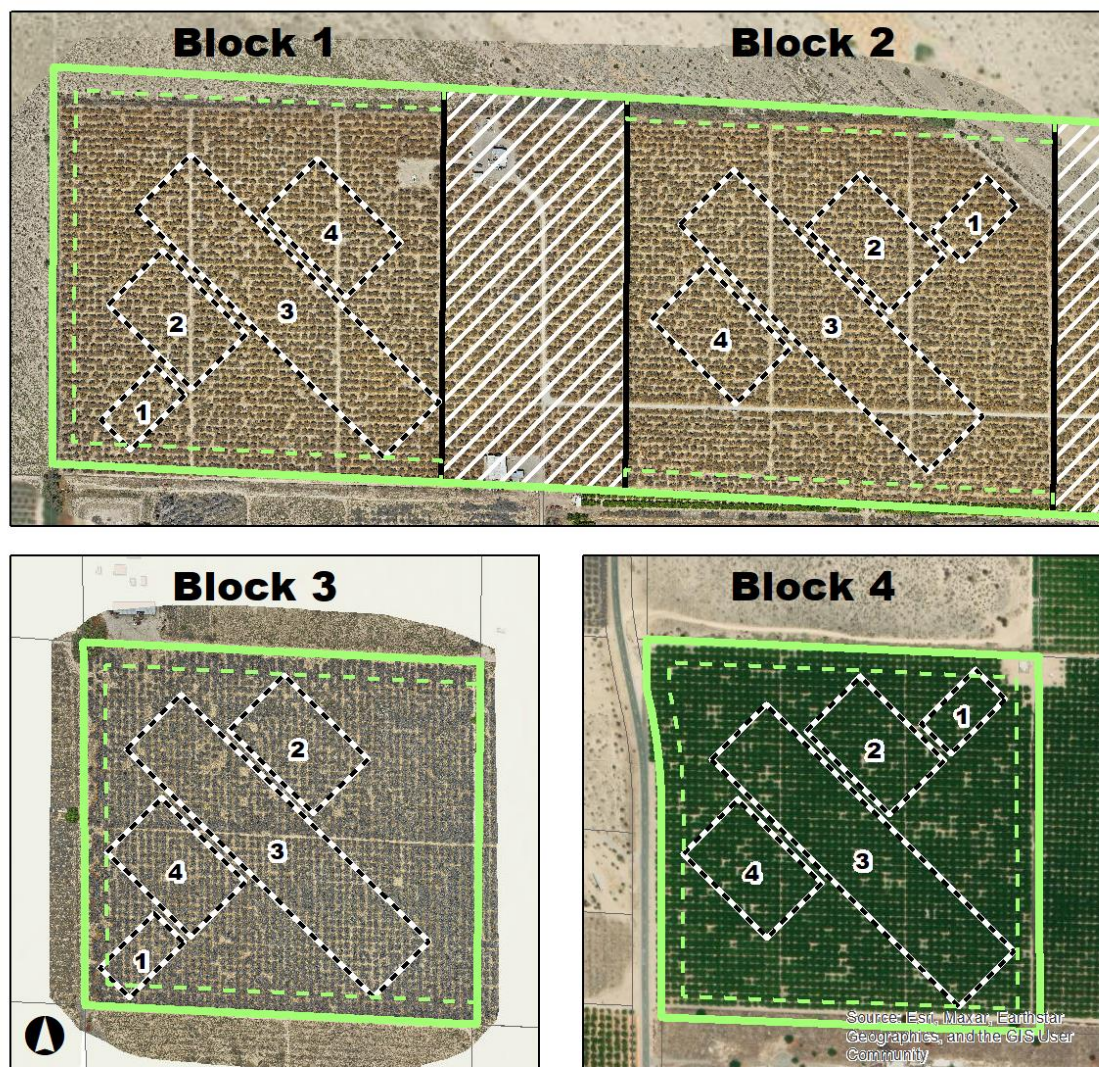 Block 1
Block 2
4
1
2
3
2
3
4
1
Block 3
Block 4
2
1
2
3
3
4
4
1
Source: Esri, Maxar, Earthstar
Geographics, and the GIS User
Community